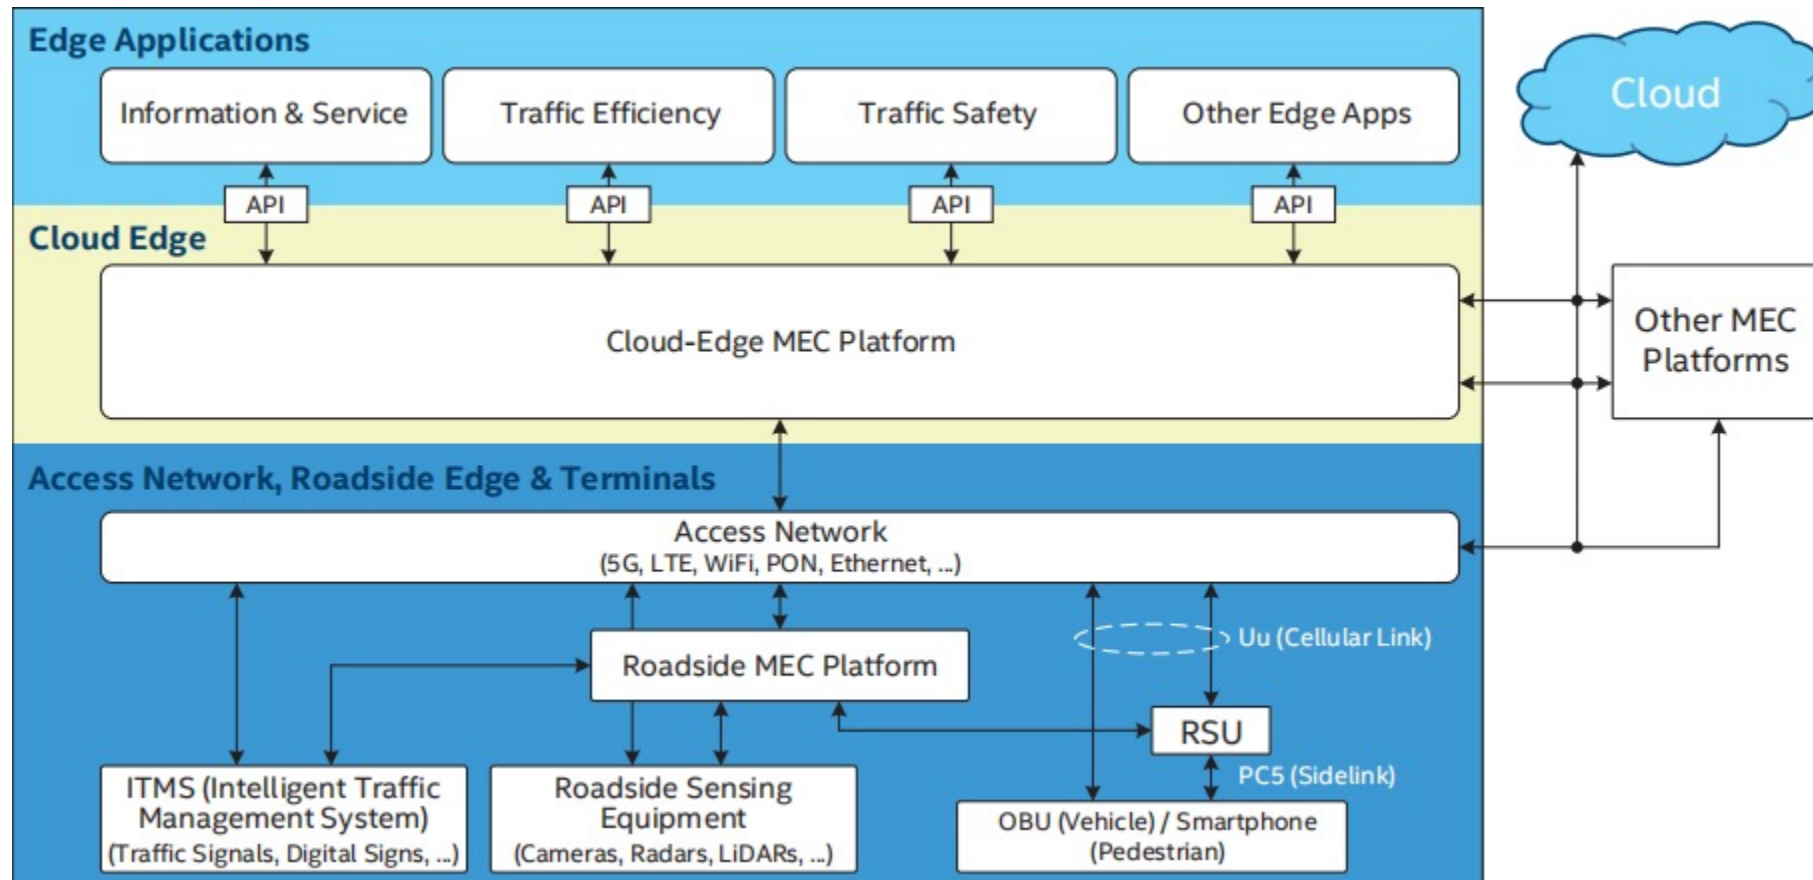 Edge Applications
Information & Service
Traffic Efficiency
Traffic Safety
Other Edge Apps
Cloud
API
API
API
API
Cloud Edge
Cloud-Edge MEC Platform
Other MEC
Platforms
Access Network, Roadside Edge & Terminals
Access Network
(5G, LTE, WiFi, PON, Ethernet, ...)
Uu (Cellular Link)
Roadside MEC Platform
RSU
PC5 (Sidelink)
ITMS (Intelligent Traffic
Management System)
(Traffic Signals, Digital Signs, ...)
Roadside Sensing
Equipment
(Cameras, Radars, LiDARs, ...)
OBU (Vehicle) / Smartphone
(Pedestrian)